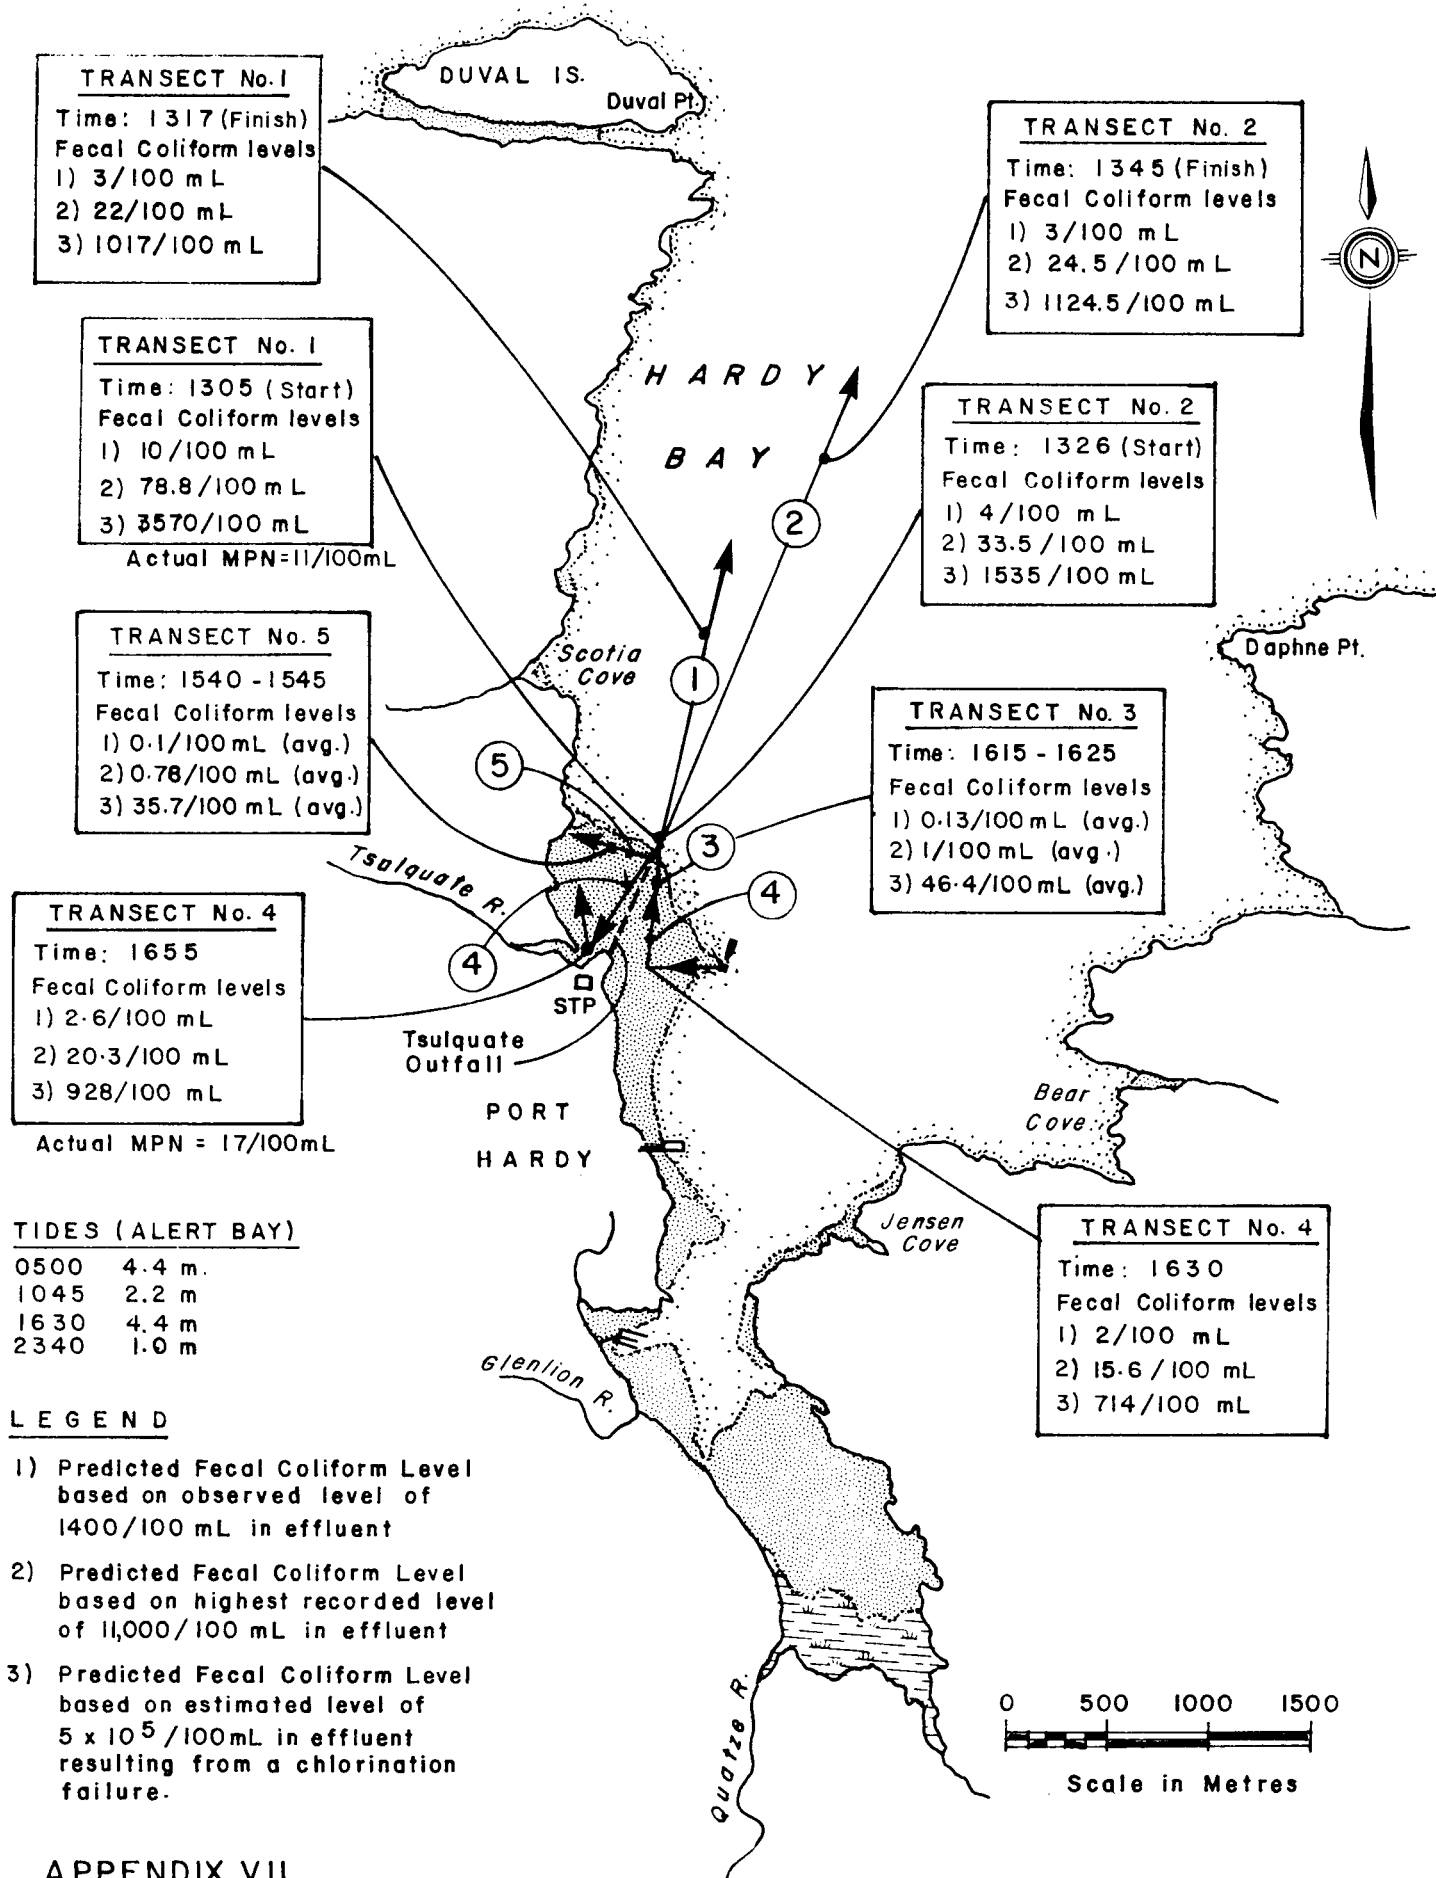 DUVAL IS.
Duval Pt.
TRANSECT No. 1
Time: 1317 (Finish)
Fecal Coliform levels
1) 3/100 mL
2) 22/100 mL
3) 1017/100 mL
TRANSECT No. 2
Time: 1345 (Finish)
Fecal Coliform levels
1) 3/100 mL
2) 24.5/100 mL
3) 1124.5/100 mL
N
TRANSECT No. 1
Time: 1305 (Start)
Fecal Coliform levels
1) 10/100 mL
2) 78.8/100 mL
3) 3570/100 mL
Actual MPN=11/100mL
HARDY
BAY
TRANSECT No. 2
Time: 1326 (Start)
Fecal Coliform levels
1) 4/100 mL
2) 33.5/100 mL
3) 1535/100 mL
2
1
Scotia
Cove
Daphne Pt.
TRANSECT No. 5
Time: 1540 - 1545
Fecal Coliform levels
1) 0.1/100 mL (avg.)
2) 0.78/100 mL (avg.)
3) 35.7/100 mL (avg.)
5
TRANSECT No. 3
Time: 1615 - 1625
Fecal Coliform levels
1) 0.13/100 mL (avg.)
2) 1/100 mL (avg.)
3) 46.4/100 mL (avg.)
3
4
Tsulquate R.
4
STP
Tsulquate
Outfall
TRANSECT No. 4
Time: 1655
Fecal Coliform levels
1) 2.6/100 mL
2) 20.3/100 mL
3) 928/100 mL
Actual MPN = 17/100mL
PORT
HARDY
Bear
Cove
Jensen
Cove
TRANSECT No. 4
Time: 1630
Fecal Coliform levels
1) 2/100 mL
2) 15.6/100 mL
3) 714/100 mL
TIDES (ALERT BAY)
0500 4.4 m.
1045 2.2 m
1630 4.4 m
2340 1.0 m
Glenlion R.
LEGEND
1) Predicted Fecal Coliform Level
based on observed level of
1400/100 mL in effluent
2) Predicted Fecal Coliform Level
based on highest recorded level
of 11,000/100 mL in effluent
3) Predicted Fecal Coliform Level
based on estimated level of
5 x 10⁵/100mL in effluent
resulting from a chlorination
failure.
Quatze R.
0 500 1000 1500
Scale in Metres
APPENDIX VII